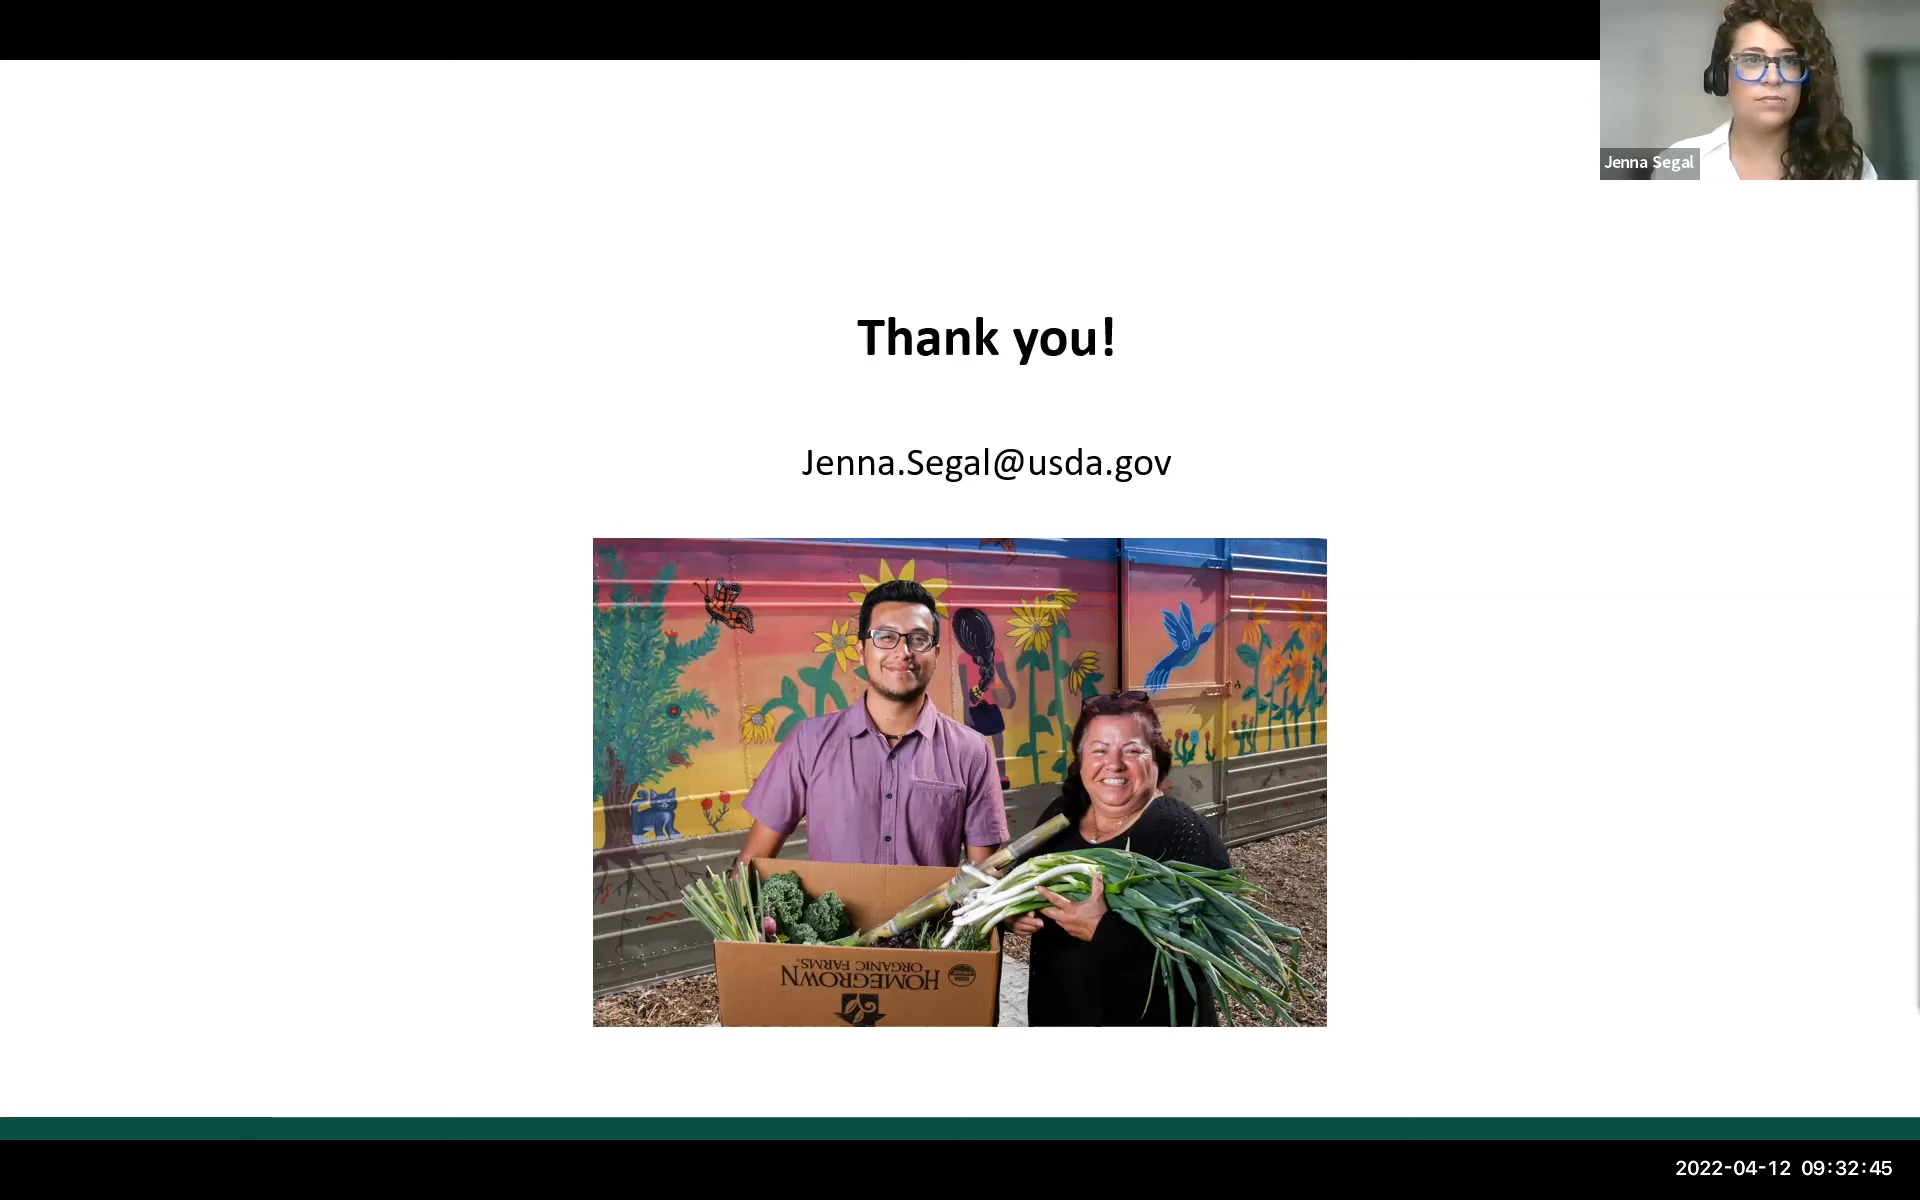 Jenna Segal
Thank you!
Jenna.Segal@usda.gov
HOMEGROWN
ORGANIC FARMS
2022-04-12 09:32:45